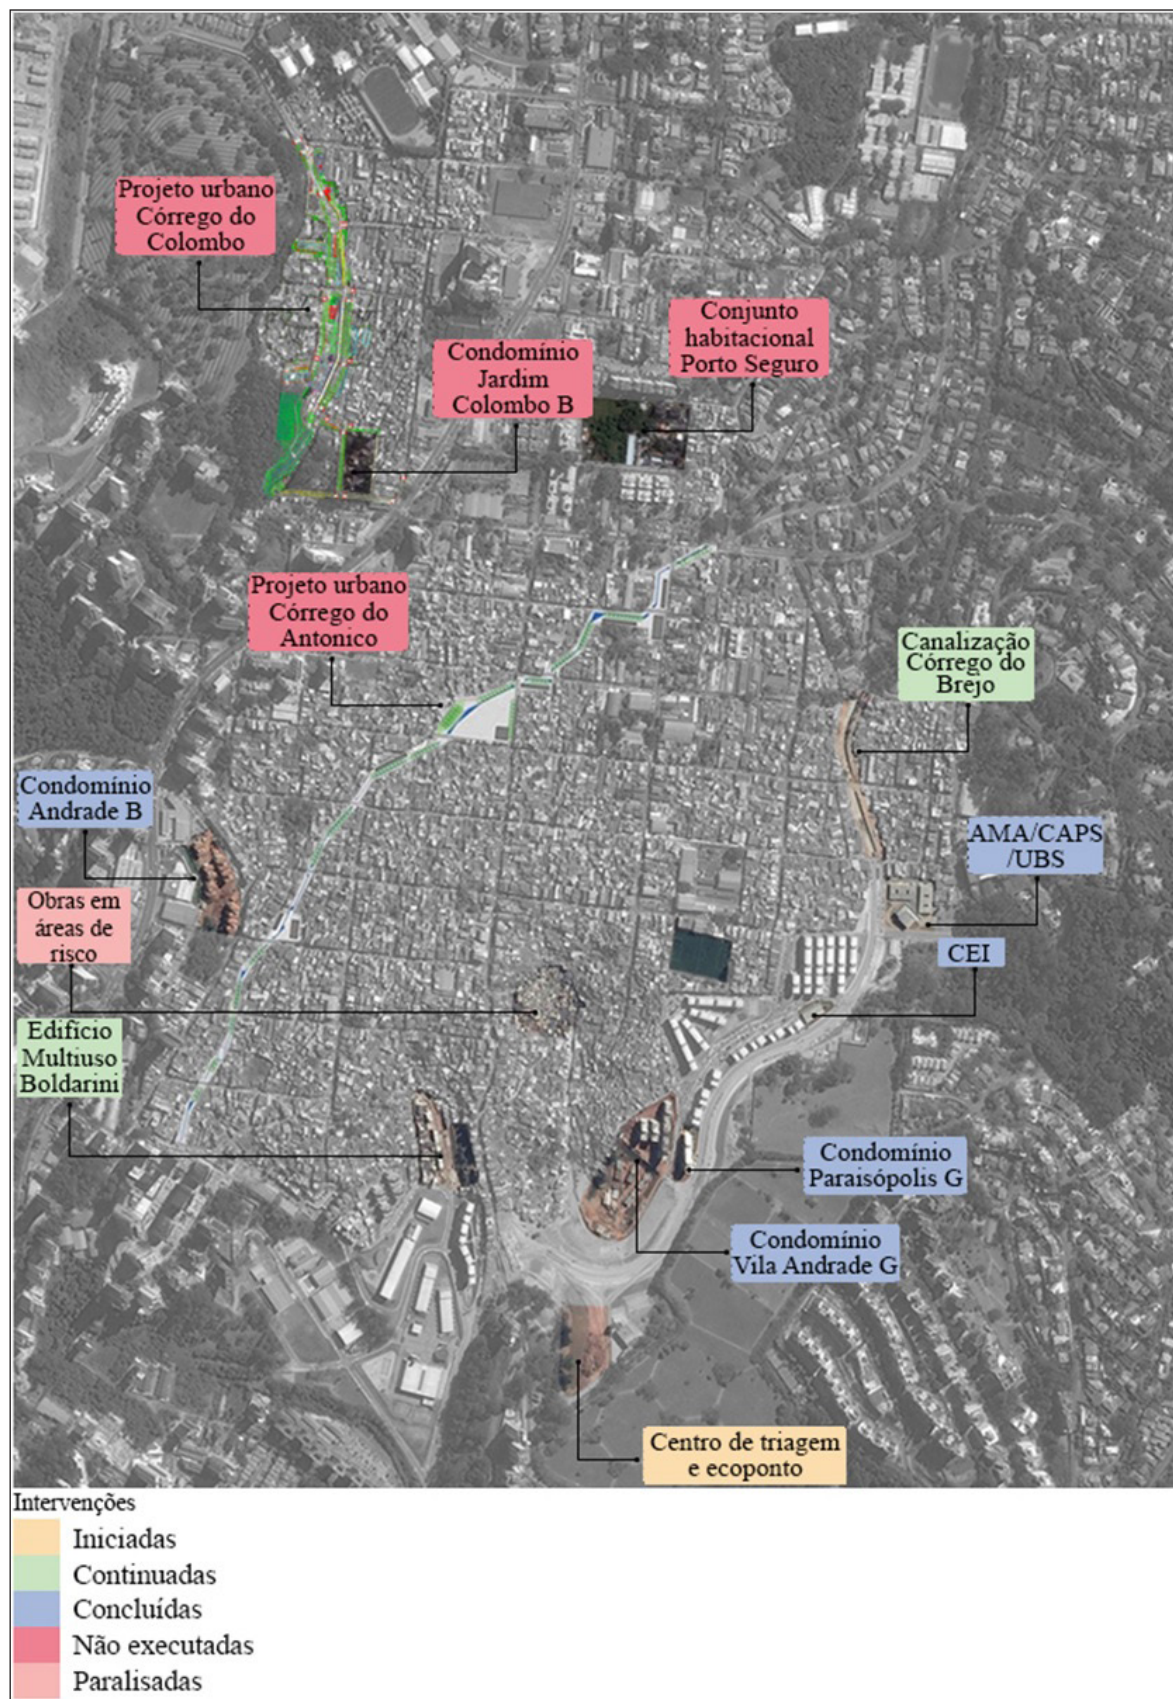 Projeto urbano
Córrego do
Colombo
Conjunto
habitacional
Porto Seguro
Condomínio
Jardim
Colombo B
Projeto urbano
Córrego do
Antonico
Canalização
Córrego do
Brejo
Condomínio
Andrade B
AMA/CAPS
/UBS
Obras em
áreas de
risco
CEI
Edifício
Multiuso
Boldarini
Condomínio
Paraisópolis G
Condomínio
Vila Andrade G
Centro de triagem
e ecoponto
Intervenções
Iniciadas
Continuadas
Concluídas
Não executadas
Paralisadas